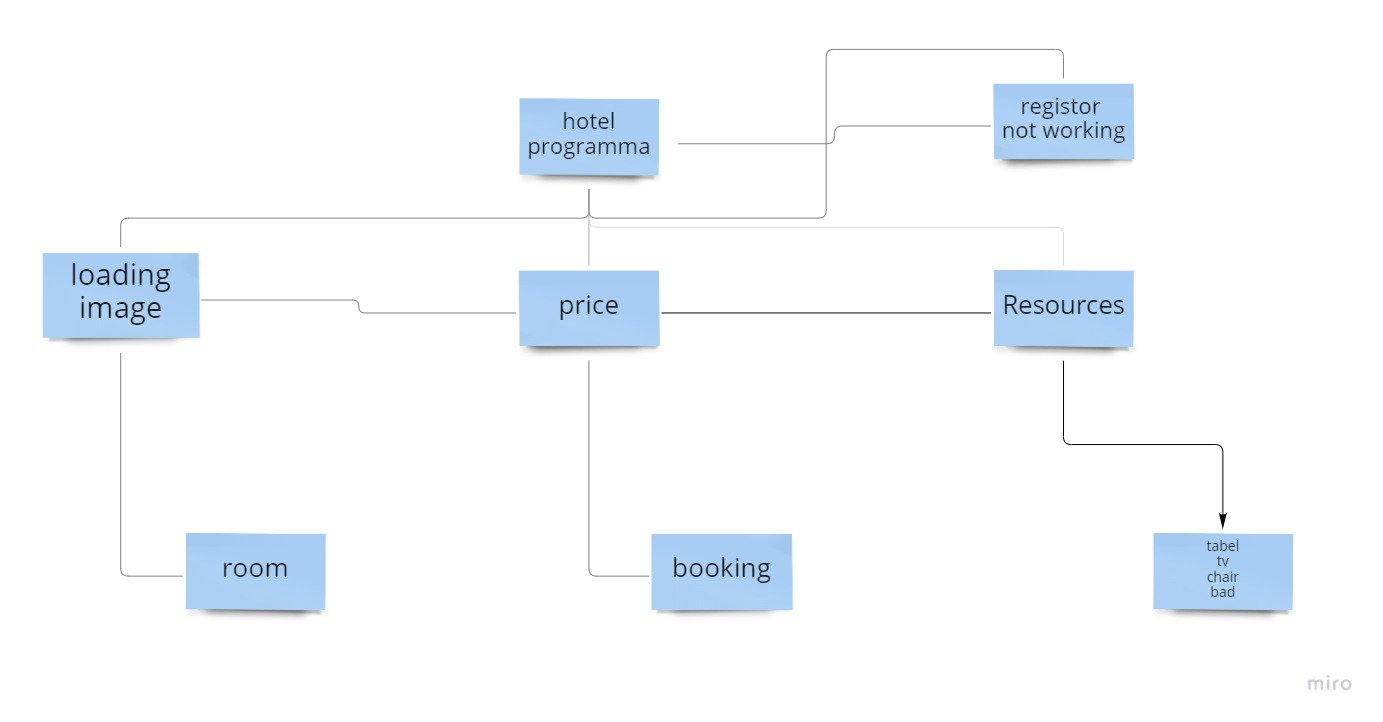 hotel
programma
registor
not working
loading
image
price
Resources
room
booking
tabel
tv
chair
bad
miro